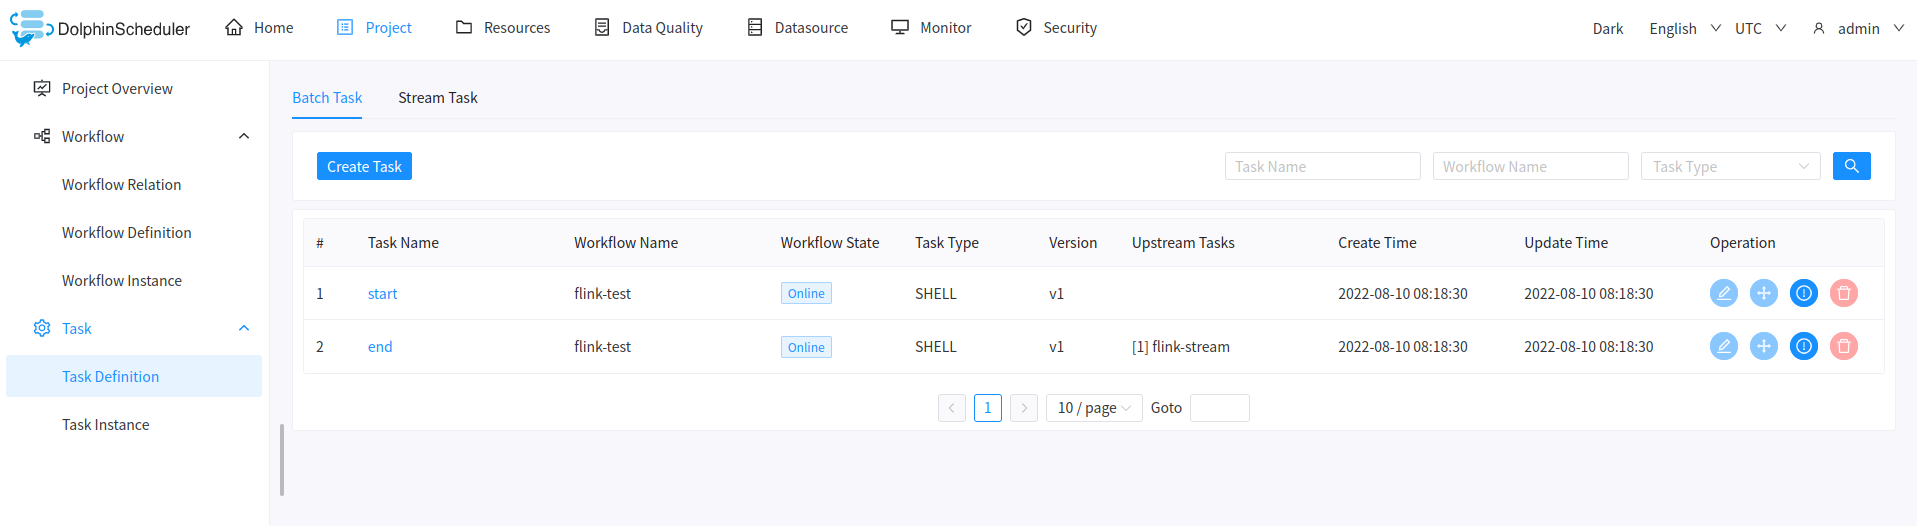 DolphinScheduler Home Project Resources Data Quality Datasource Monitor Security Dark English UTC admin
Project Overview
Workflow
Workflow Relation
Workflow Definition
Workflow Instance
Task
Task Definition
Task Instance
Batch Task Stream Task
Create Task Task Name Workflow Name Task Type
# Task Name Workflow Name Workflow State Task Type Version Upstream Tasks Create Time Update Time Operation
1 start flink-test Online SHELL v1 2022-08-10 08:18:30 2022-08-10 08:18:30
2 end flink-test Online SHELL v1 [1] flink-stream 2022-08-10 08:18:30 2022-08-10 08:18:30
1 10 / page Goto